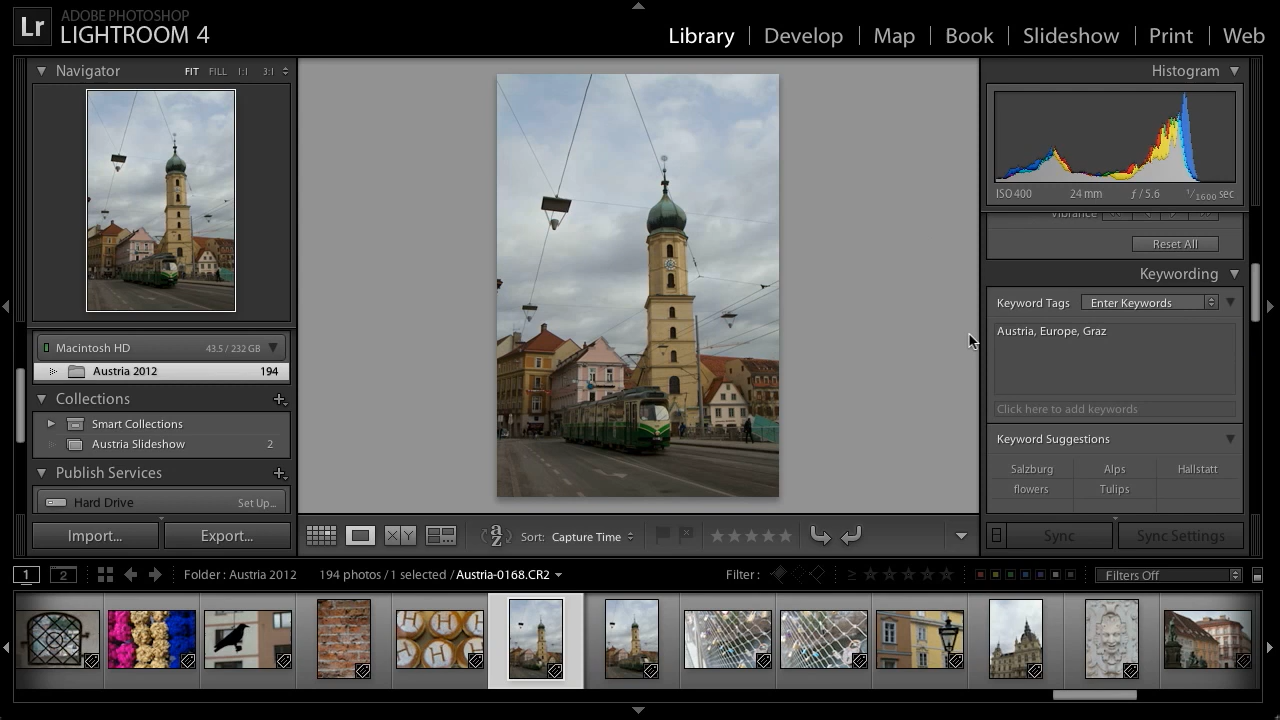 Lr
ADOBE PHOTOSHOP
LIGHTROOM 4
Library | Develop | Map | Book | Slideshow | Print | Web
Navigator FIT FILL 1:1 3:1
Macintosh HD 43.5 / 232 GB
Austria 2012 194
Collections
Smart Collections
Austria Slideshow 2
Publish Services
Hard Drive Set Up...
Import... Export...
Histogram
ISO 400 24 mm ƒ / 5.6 1/1600 sec
Vibrance
Reset All
Keywording
Keyword Tags Enter Keywords
Austria, Europe, Graz
Click here to add keywords
Keyword Suggestions
Salzburg Alps Hallstatt
flowers Tulips
Sync Sync Settings
XY Sort: Capture Time
1 2 Folder : Austria 2012 194 photos / 1 selected / Austria-0168.CR2 Filter : Filters Off